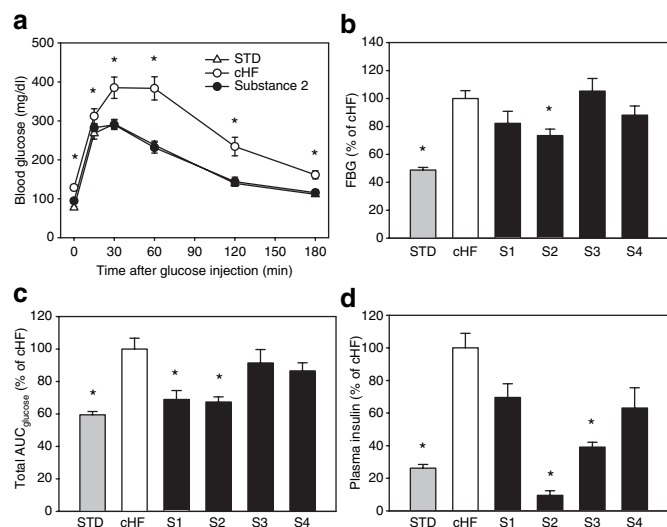 a
500
400
300
200
100
0
Blood glucose (mg/dl)
* * * * * *
STD
cHF
Substance 2
0 30 60 90 120 150 180
Time after glucose injection (min)
b
140
120
100
80
60
40
20
0
FBG (% of cHF)
* *
STD cHF S1 S2 S3 S4
c
140
120
100
80
60
40
20
0
Total AUCglucose (% of cHF)
* * *
STD cHF S1 S2 S3 S4
d
120
100
80
60
40
20
0
Plasma insulin (% of cHF)
* * *
STD cHF S1 S2 S3 S4